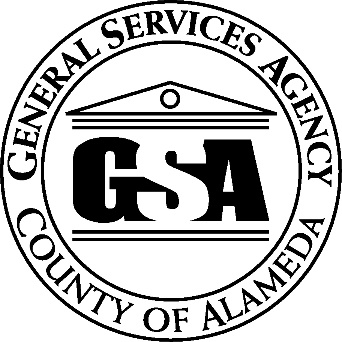 GENERAL SERVICES AGENCY
GSA
COUNTY OF ALAMEDA